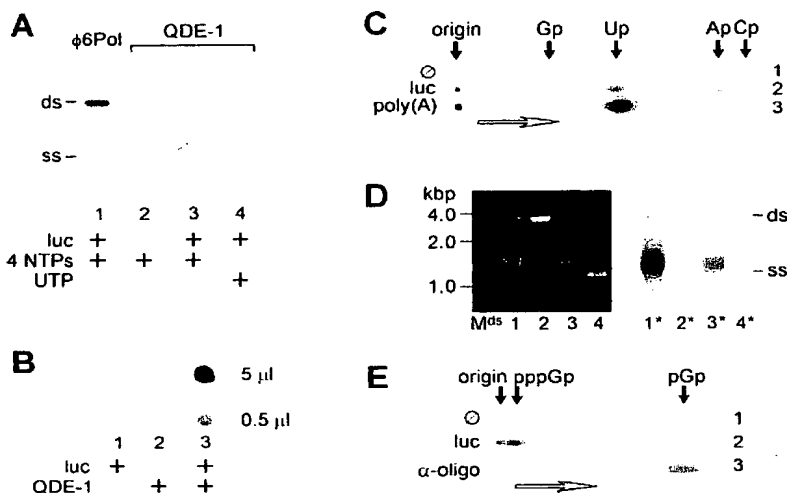 A
ϕ6Pol QDE-1
ds
ss
1 2 3 4
luc + + +
4 NTPs + + +
UTP +
B
5 μl
0.5 μl
1 2 3
luc + +
QDE-1 + +
C
origin Gp Up Ap Cp
∅ 1
luc 2
poly(A) 3
D
kbp
4.0
2.0
1.0
ds
ss
Mds 1 2 3 4 1* 2* 3* 4*
E
origin pppGp pGp
∅ 1
luc 2
α-oligo 3